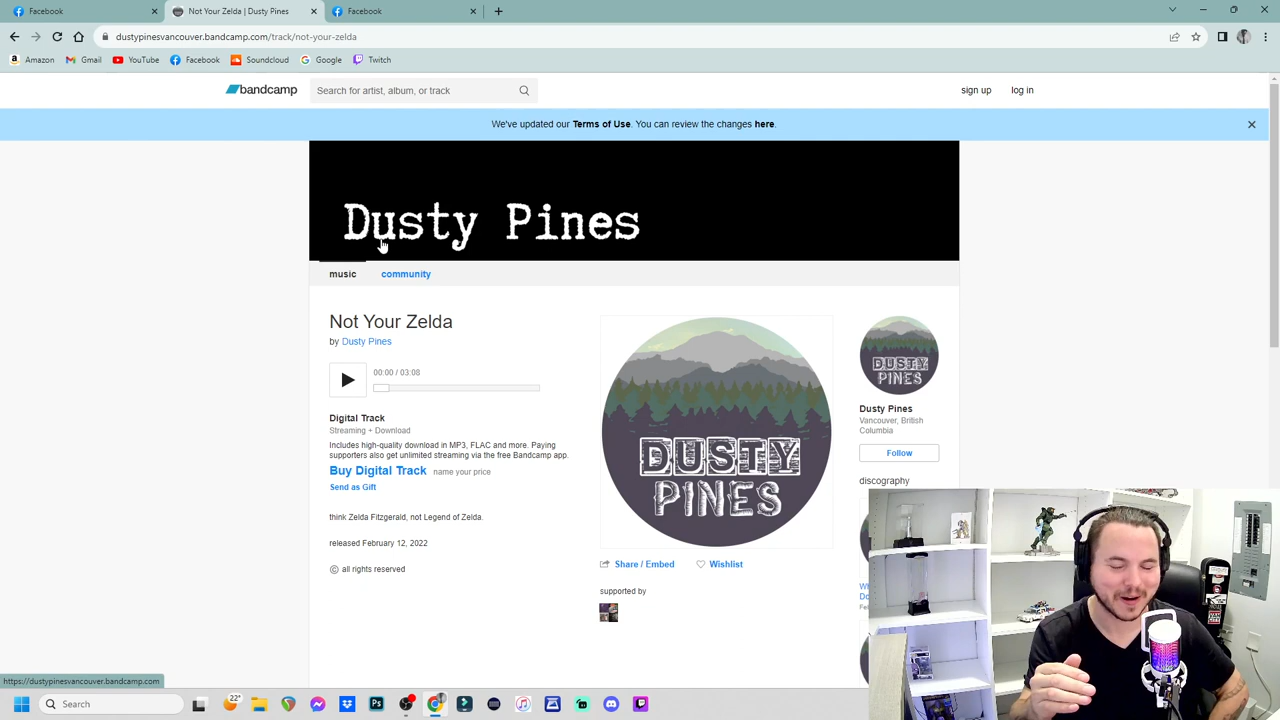 Facebook
Not Your Zelda | Dusty Pines
Facebook
dustypinesvancouver.bandcamp.com/track/not-your-zelda
Amazon
Gmail
YouTube
Facebook
Soundcloud
Google
Twitch
bandcamp
Search for artist, album, or track
sign up
log in
We've updated our Terms of Use. You can review the changes here.
Dusty Pines
music
community
Not Your Zelda
by Dusty Pines
00:00 / 03:08
Digital Track
Streaming + Download
Includes high-quality download in MP3, FLAC and more. Paying
supporters also get unlimited streaming via the free Bandcamp app.
Buy Digital Track name your price
Send as Gift
think Zelda Fitzgerald, not Legend of Zelda.
released February 12, 2022
all rights reserved
DUSTY
PINES
Share / Embed
Wishlist
supported by
DUSTY
PINES
Dusty Pines
Vancouver, British
Columbia
Follow
discography
https://dustypinesvancouver.bandcamp.com
Search
22°